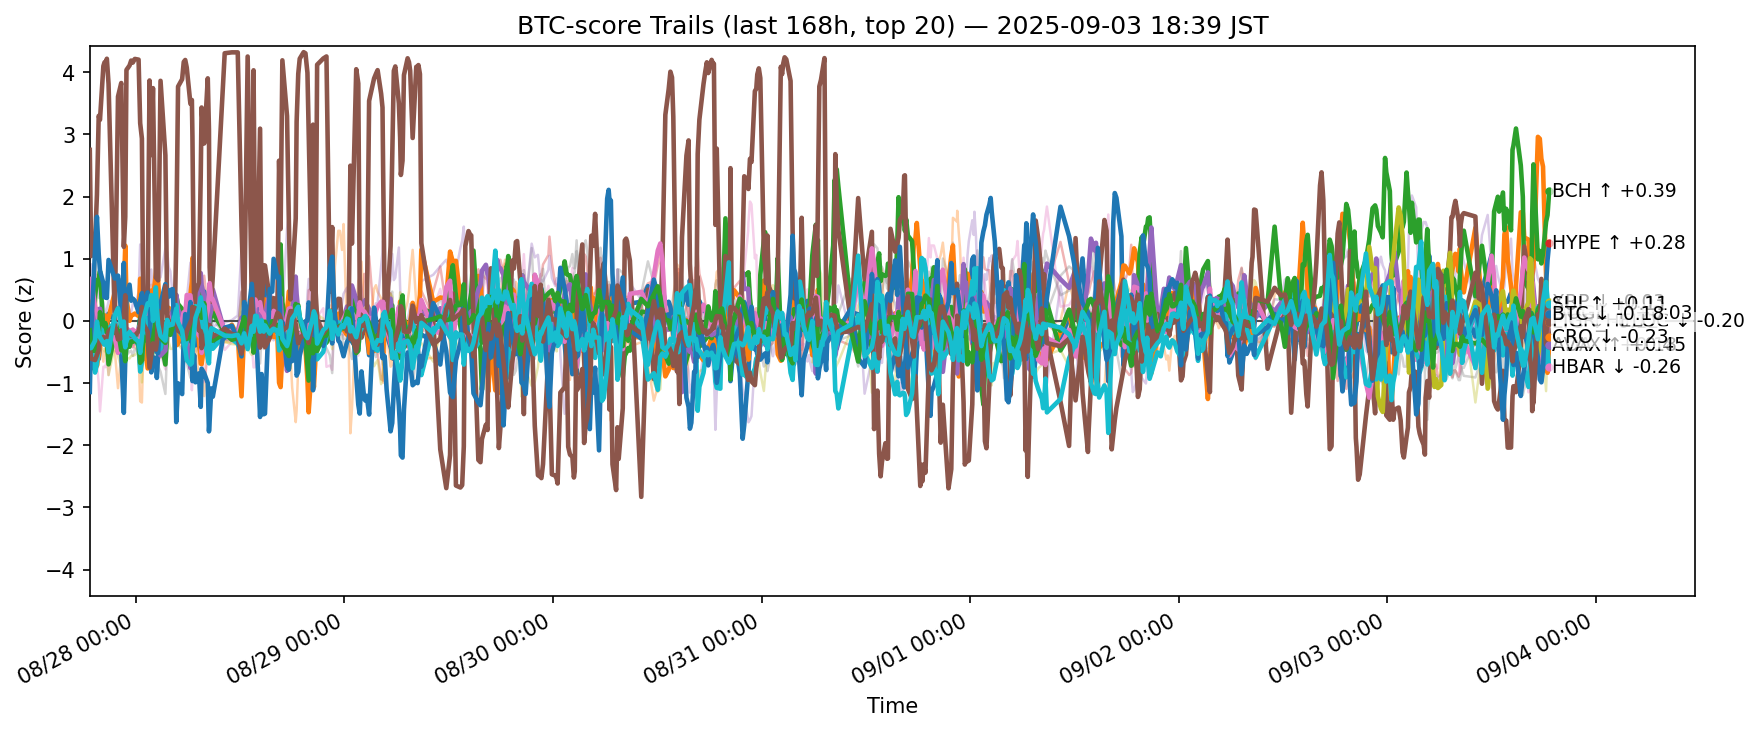 BTC-score Trails (last 168h, top 20) — 2025-09-03 18:39 JST
Score (z)
4
3
2
1
0
−1
−2
−3
−4
BCH ↑ +0.39
HYPE ↑ +0.28
BTC ↓ -0.18
CRO ↓ -0.23
HBAR ↓ -0.26
08/28 00:00
08/29 00:00
08/30 00:00
08/31 00:00
09/01 00:00
09/02 00:00
09/03 00:00
09/04 00:00
Time